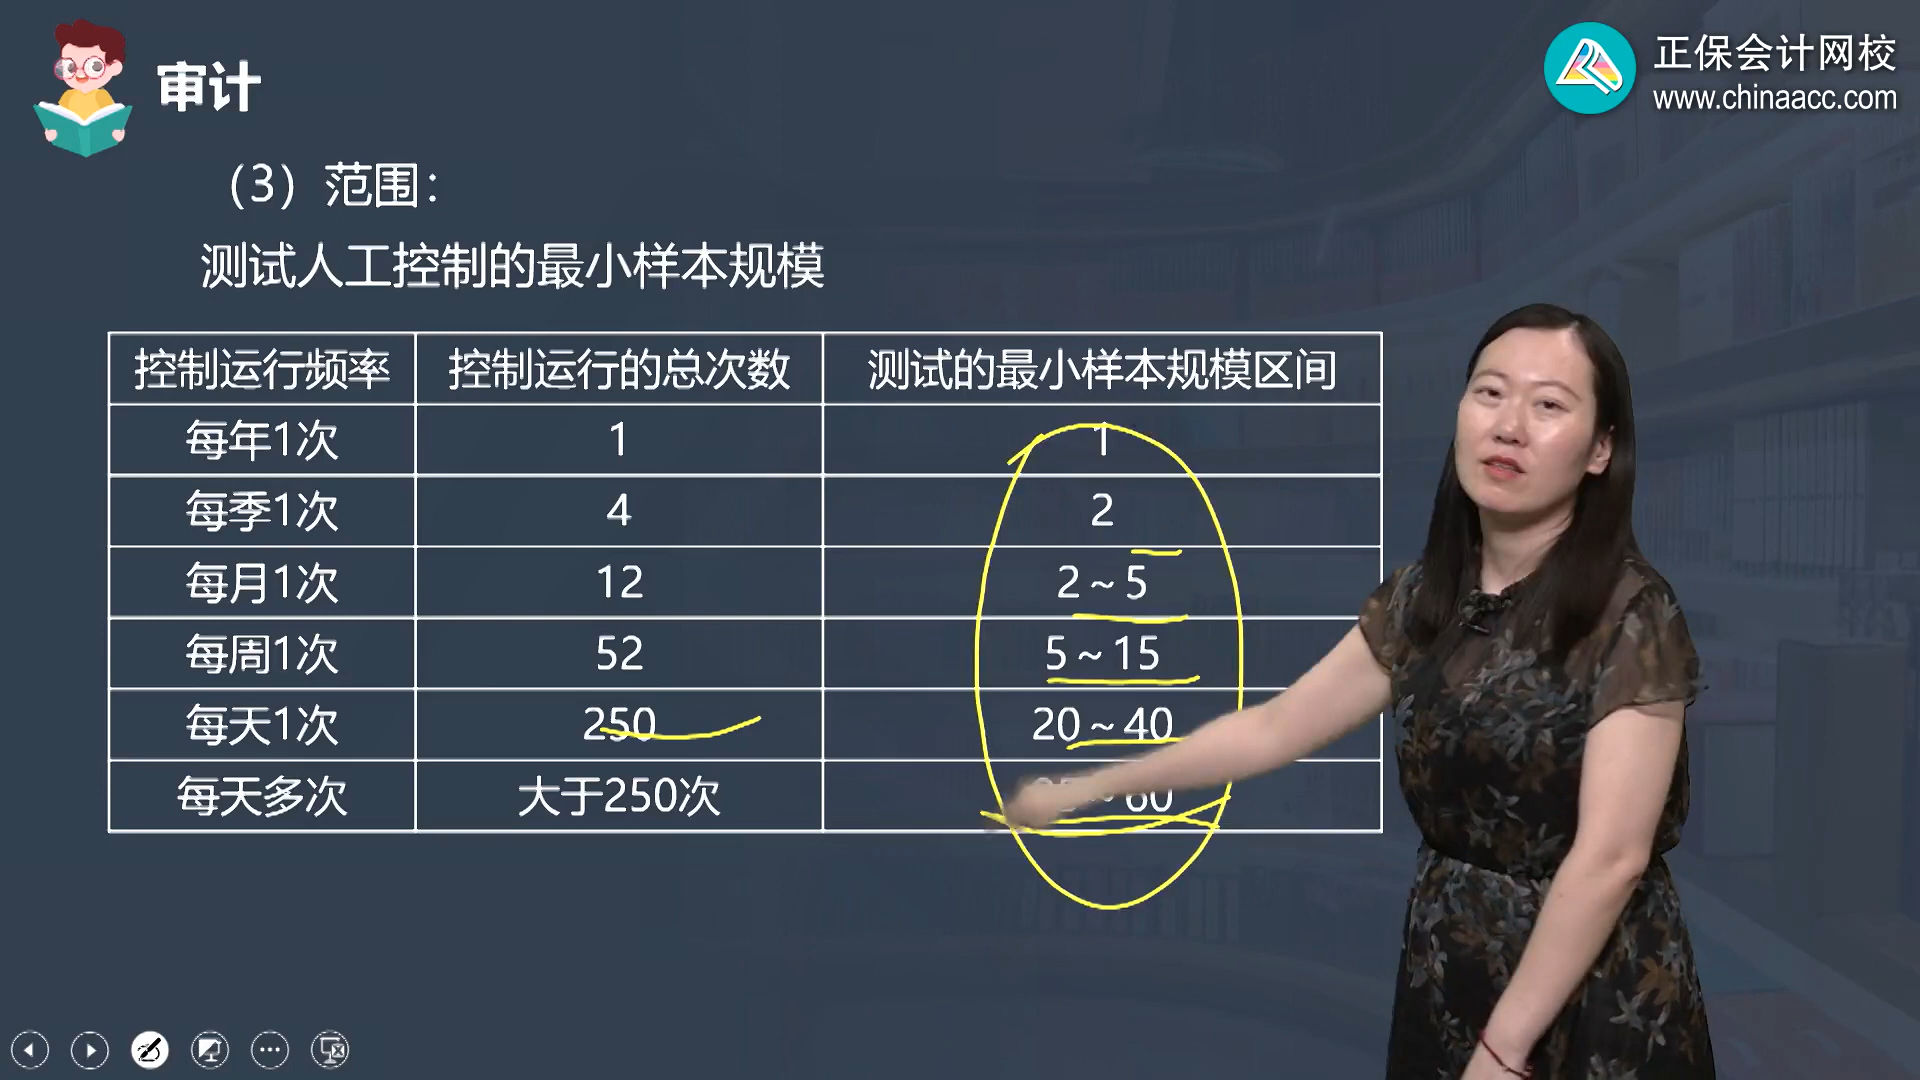 审计
正保会计网校
www.chinaacc.com
（3）范围：
测试人工控制的最小样本规模
控制运行频率 控制运行的总次数 测试的最小样本规模区间
每年1次 1 1
每季1次 4 2
每月1次 12 2～5
每周1次 52 5～15
每天1次 250 20～40
每天多次 大于250次 60